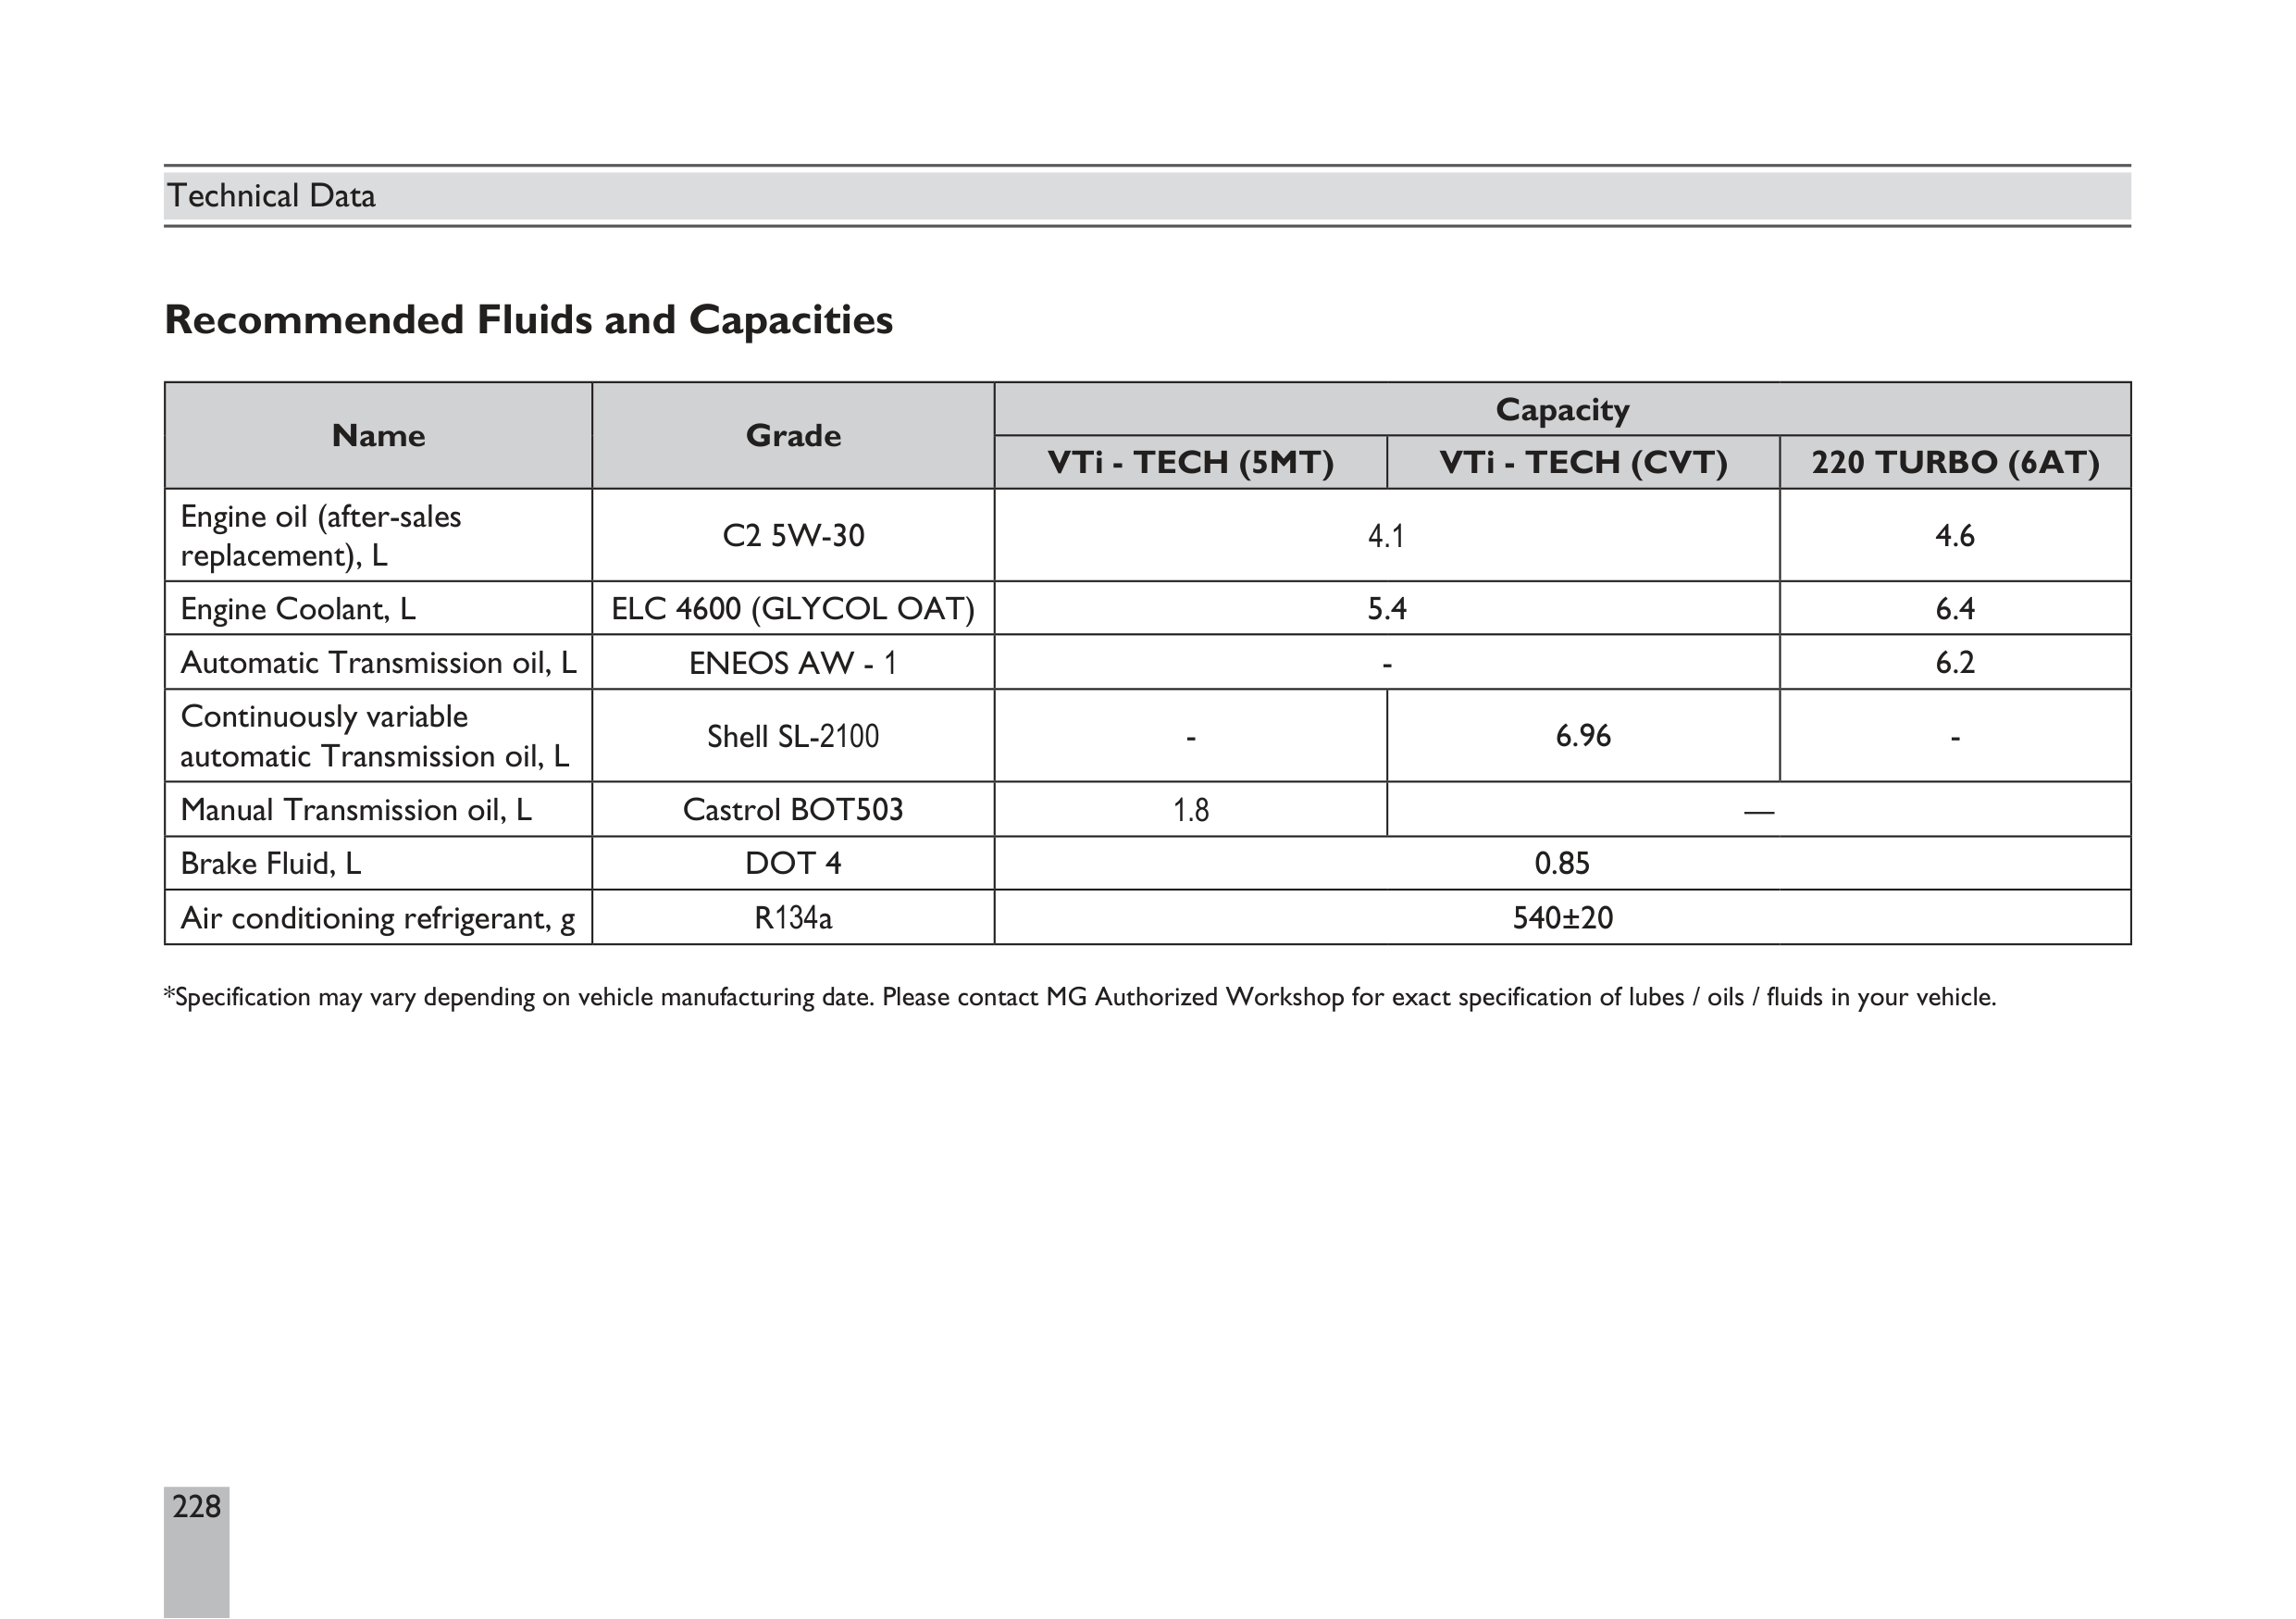 Technical Data
Recommended Fluids and Capacities
Name Grade Capacity
VTi - TECH (5MT) VTi - TECH (CVT) 220 TURBO (6AT)
Engine oil (after-sales
replacement), L C2 5W-30 4.1 4.6
Engine Coolant, L ELC 4600 (GLYCOL OAT) 5.4 6.4
Automatic Transmission oil, L ENEOS AW - 1 - 6.2
Continuously variable
automatic Transmission oil, L Shell SL-2100 - 6.96 -
Manual Transmission oil, L Castrol BOT503 1.8 —
Brake Fluid, L DOT 4 0.85
Air conditioning refrigerant, g R134a 540±20
*Specification may vary depending on vehicle manufacturing date. Please contact MG Authorized Workshop for exact specification of lubes / oils / fluids in your vehicle.
228